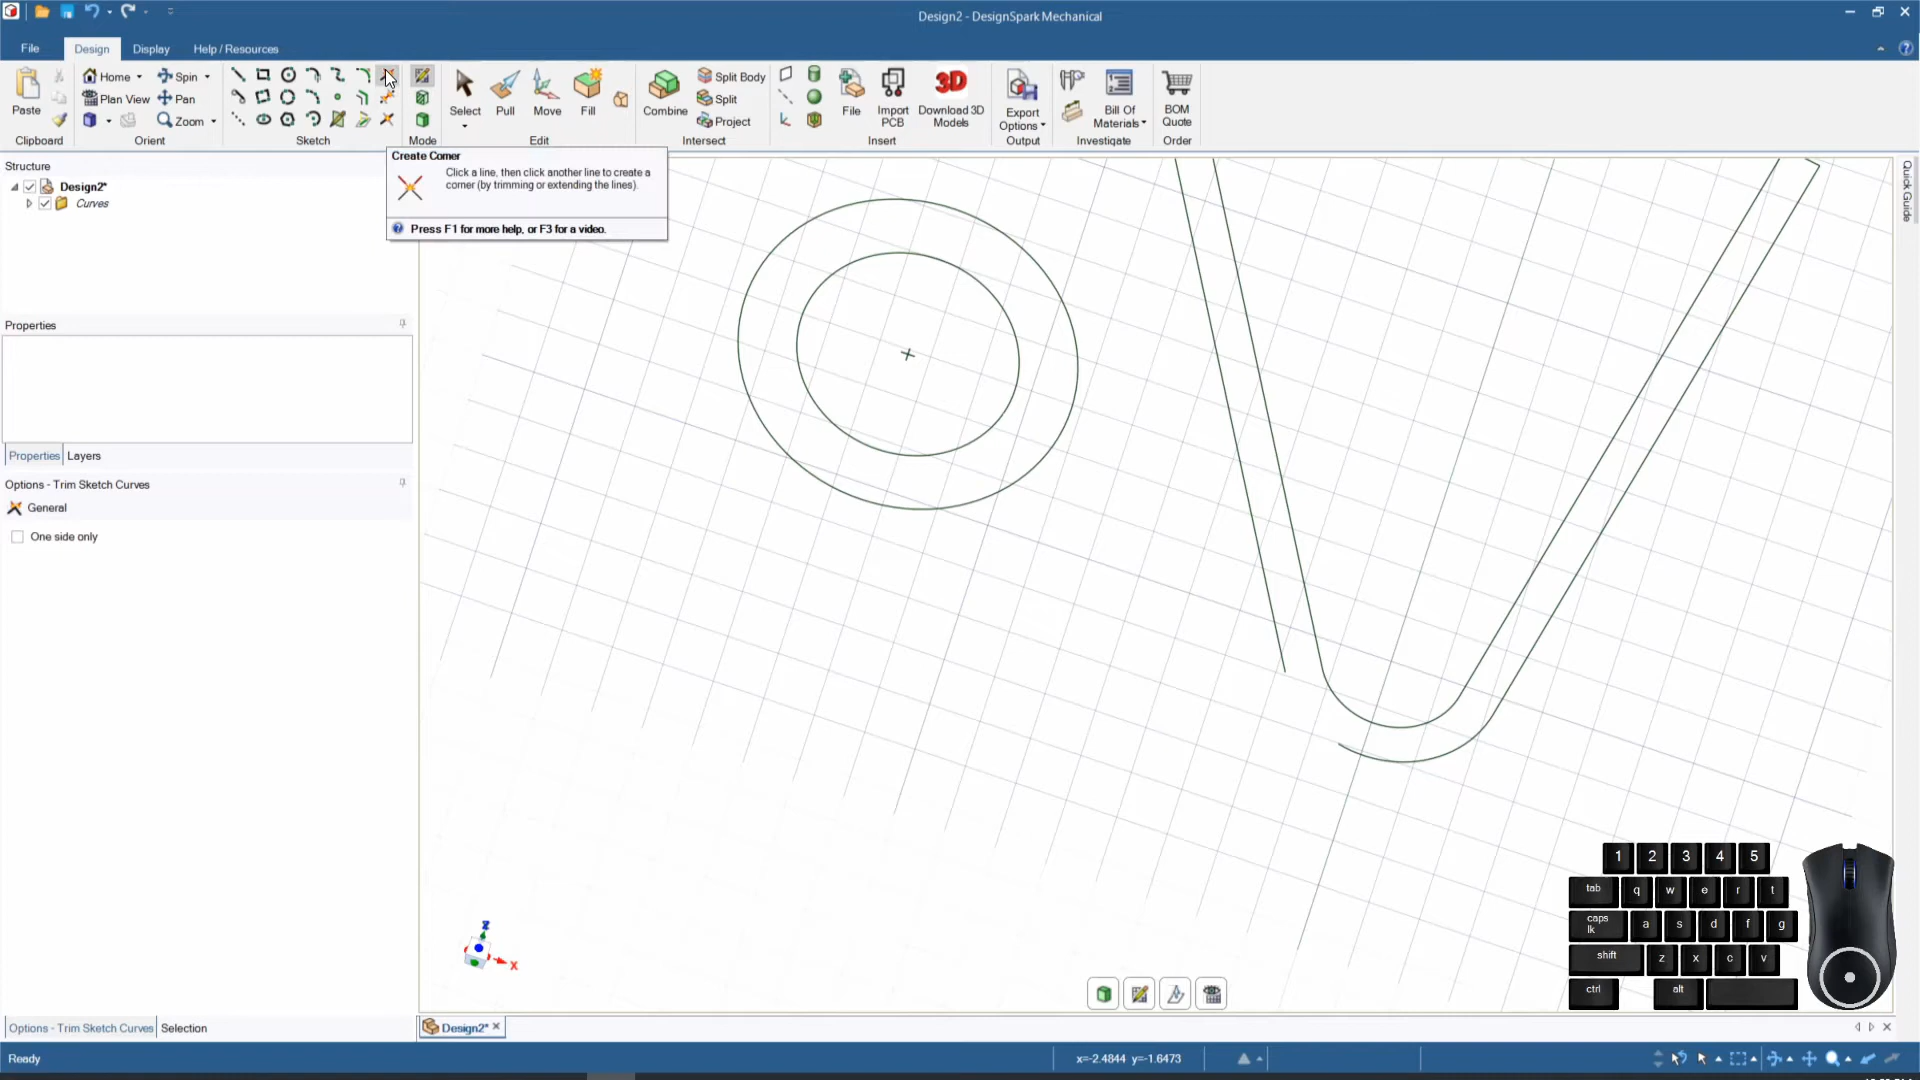 Design2 - DesignSpark Mechanical
File Design Display Help / Resources
Paste
Clipboard
Home Spin
Plan View Pan
Zoom
Orient
Sketch
Mode
Select Pull Move Fill
Edit
Combine Split Body
Split
Project
Intersect
File Import PCB 3D Download 3D Models
Insert
Export Options
Output
Bill Of Materials
Investigate
BOM Quote
Order
Structure
Design2*
Curves
Create Corner
Click a line, then click another line to create a
corner (by trimming or extending the lines).
Press F1 for more help, or F3 for a video.
Quick Guide
Properties
Properties Layers
Options - Trim Sketch Curves
General
One side only
Z
X
1 2 3 4 5
tab q w e r t
caps lk a s d f g
shift z x c v
ctrl alt
Options - Trim Sketch Curves Selection
Design2*
Ready
x=-2.4844 y=-1.6473